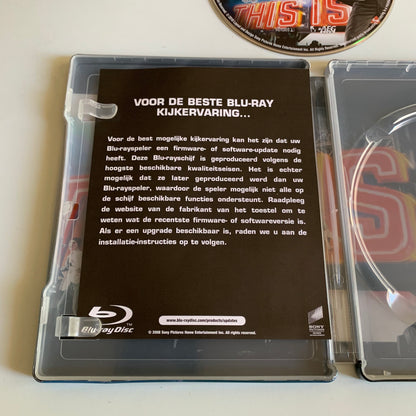 THIS IS
AEG
VOOR DE BESTE BLU-RAY
KIJKERVARING...
Voor de best mogelijke kijkervaring kan het zijn dat uw
Blu-rayspeler een firmware- of software-update nodig
heeft. Deze Blu-rayschijf is geproduceerd volgens de
hoogste beschikbare kwaliteitseisen. Het is echter
mogelijk dat ze later geproduceerd werd dan uw
Blu-rayspeler, waardoor de speler mogelijk niet alle op
de schijf beschikbare functies ondersteunt. Raadpleeg
de website van de fabrikant van het toestel om te
weten wat de recentste firmware- of softwareversie is.
Als er een upgrade beschikbaar is, raden we u aan de
installatie-instructies op te volgen.
Blu-ray Disc
www.blu-raydisc.com/products/updates
© 2008 Sony Pictures Home Entertainment Inc. All Rights Reserved.
SONY